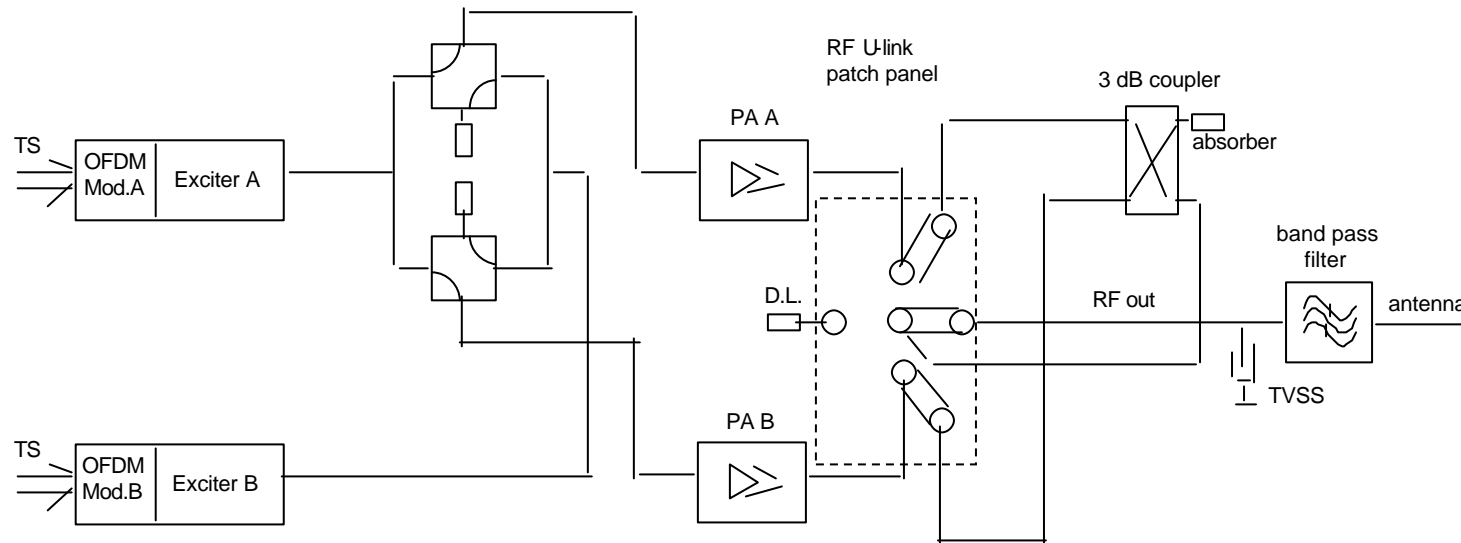 RF U-link
patch panel
3 dB coupler
absorber
TS
OFDM
Mod.A
Exciter A
PA A
D.L.
RF out
band pass
filter
antenna
TVSS
TS
OFDM
Mod.B
Exciter B
PA B